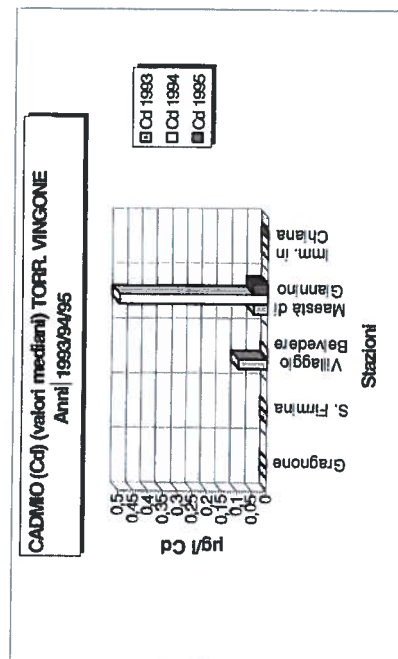 CADMIO (Cd) (valori mediani) TORR. VINGONE
Anni 1993/94/95
µg/l Cd
0,5
0,45
0,4
0,35
0,3
0,25
0,2
0,15
0,1
0,05
0
Gragnone
S. Firmina
Villaggio
Belvedere
Maestà di
Giannino
Imm. in
Chiana
Stazioni
Cd 1993
Cd 1994
Cd 1995